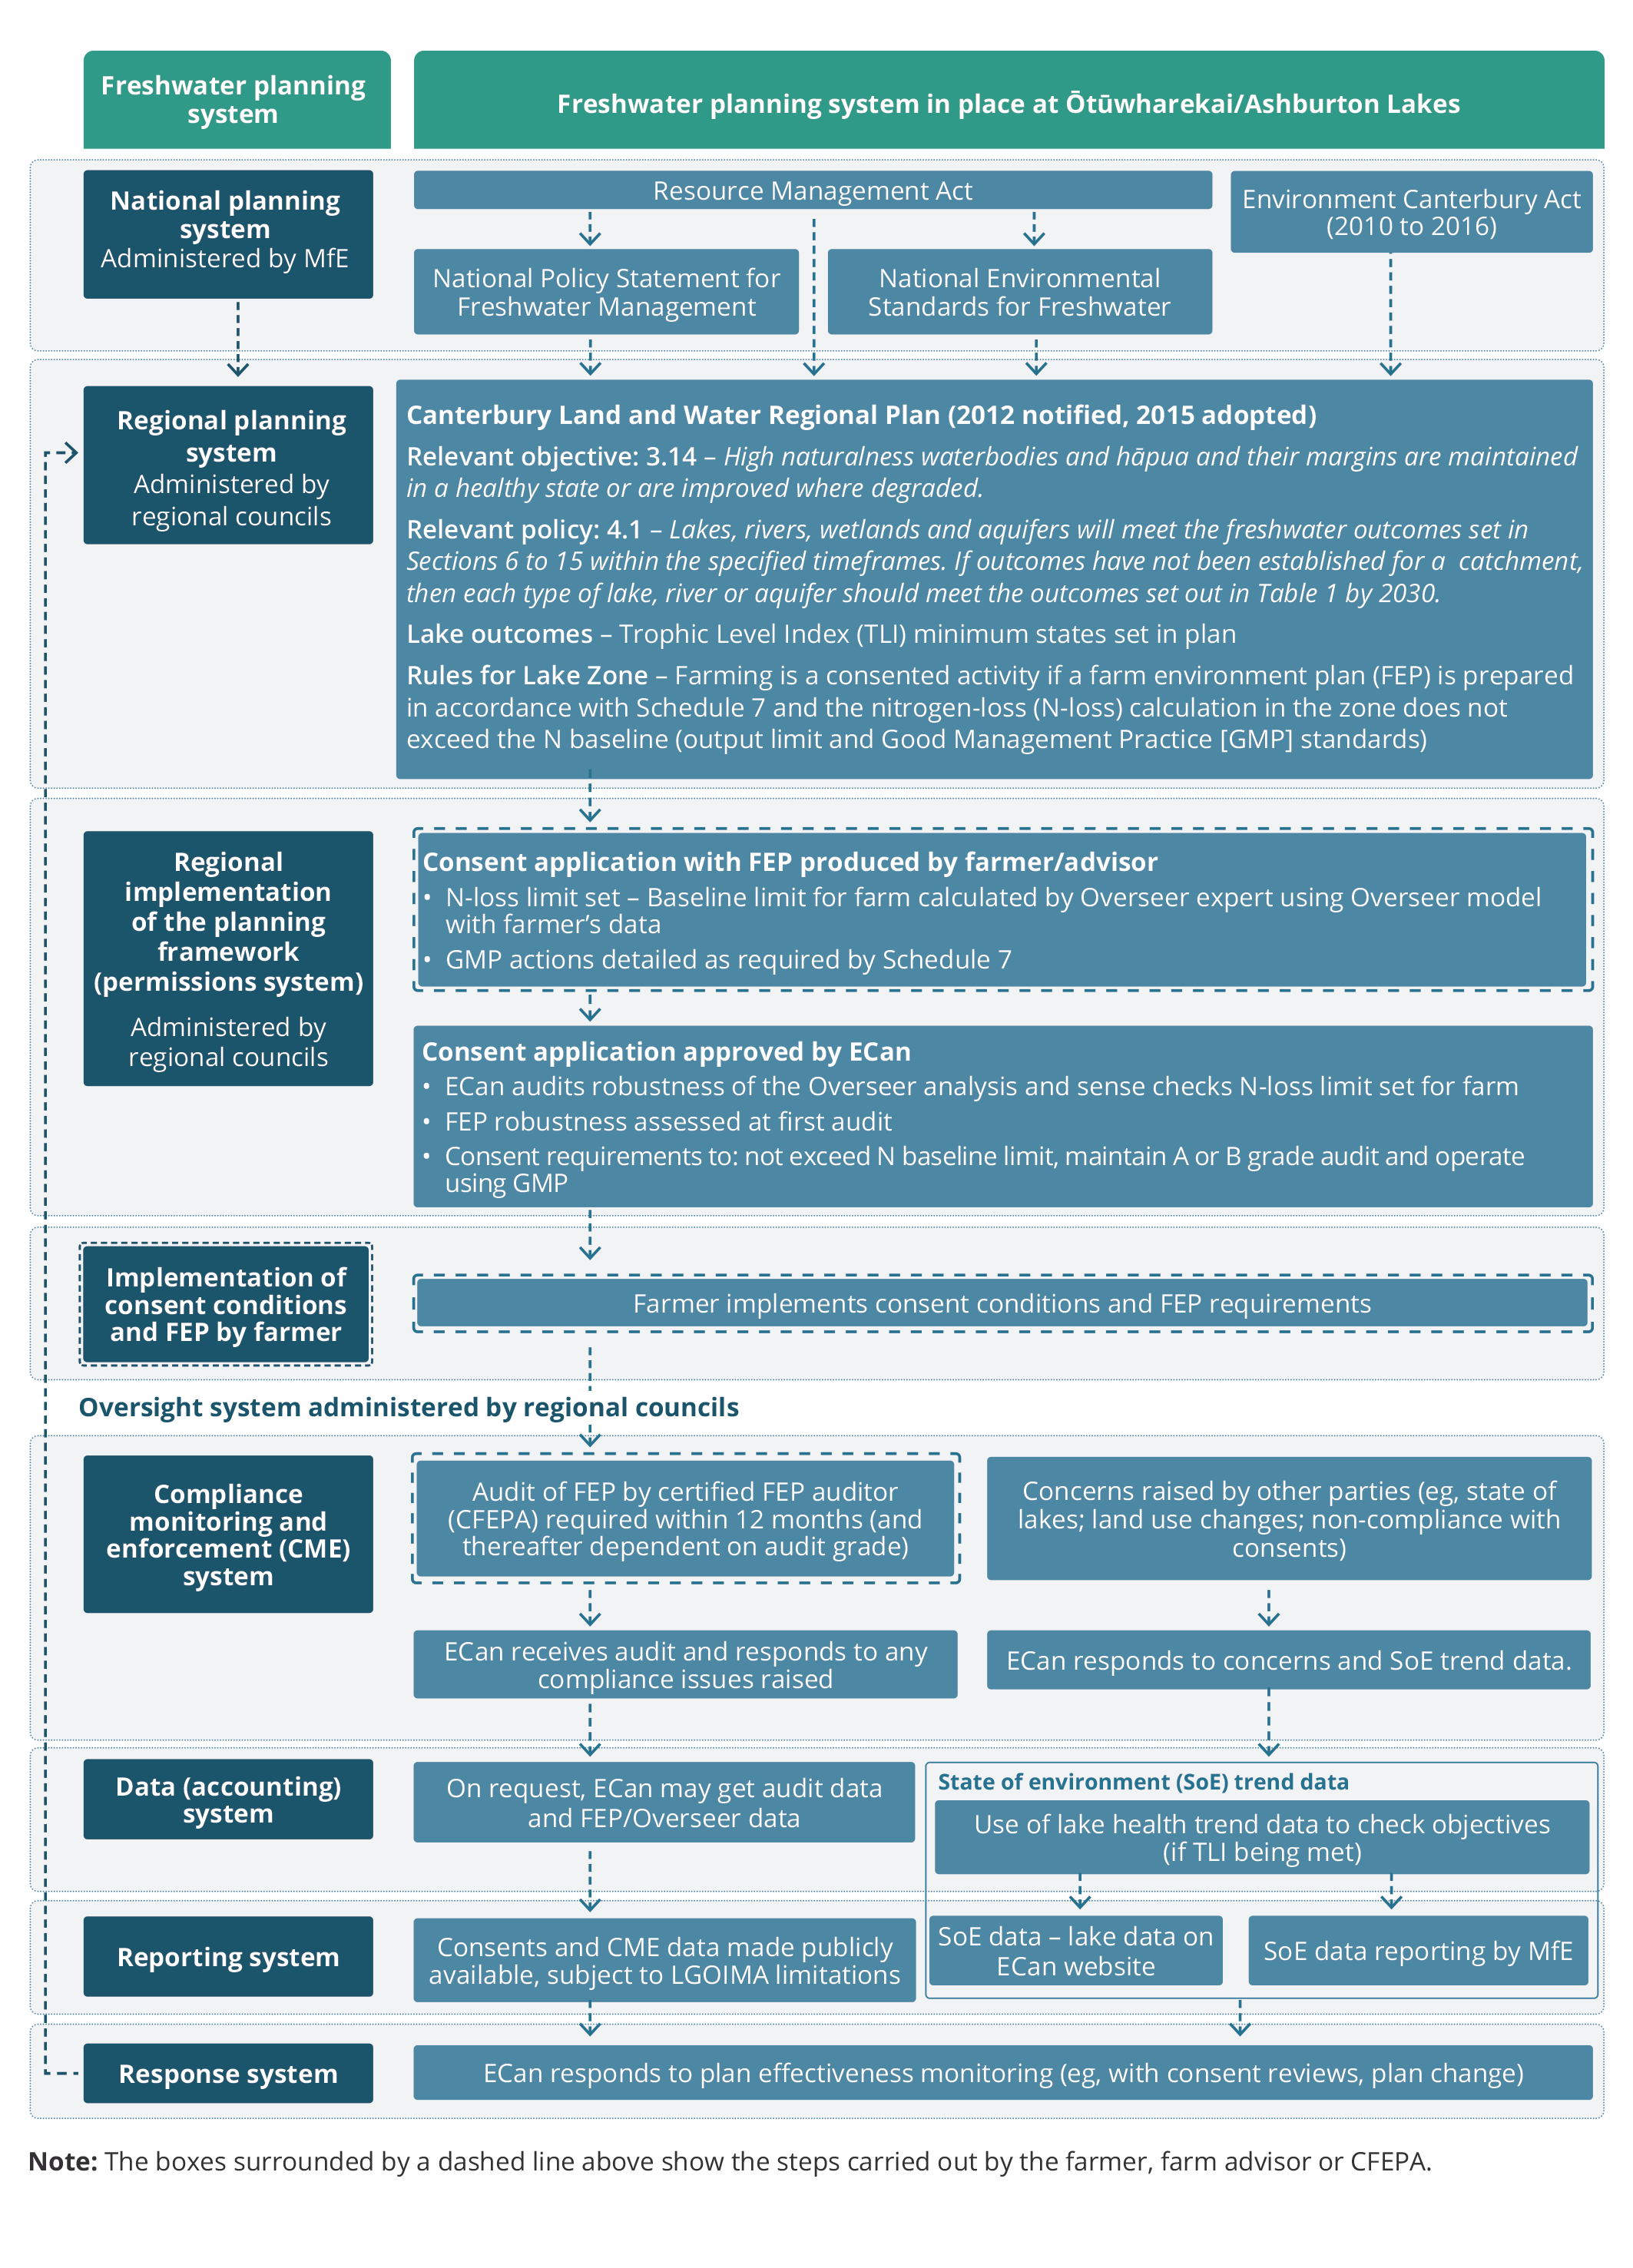 Freshwater planning
system
Freshwater planning system in place at Ōtūwharekai/Ashburton Lakes
National planning
system
Administered by MfE
Resource Management Act
Environment Canterbury Act
(2010 to 2016)
National Policy Statement for
Freshwater Management
National Environmental
Standards for Freshwater
Regional planning
system
Administered by
regional councils
Canterbury Land and Water Regional Plan (2012 notified, 2015 adopted)
Relevant objective: 3.14 – High naturalness waterbodies and hāpua and their margins are maintained
in a healthy state or are improved where degraded.
Relevant policy: 4.1 – Lakes, rivers, wetlands and aquifers will meet the freshwater outcomes set in
Sections 6 to 15 within the specified timeframes. If outcomes have not been established for a catchment,
then each type of lake, river or aquifer should meet the outcomes set out in Table 1 by 2030.
Lake outcomes – Trophic Level Index (TLI) minimum states set in plan
Rules for Lake Zone – Farming is a consented activity if a farm environment plan (FEP) is prepared
in accordance with Schedule 7 and the nitrogen-loss (N-loss) calculation in the zone does not
exceed the N baseline (output limit and Good Management Practice [GMP] standards)
Regional
implementation
of the planning
framework
(permissions system)
Administered by
regional councils
Consent application with FEP produced by farmer/advisor
• N-loss limit set – Baseline limit for farm calculated by Overseer expert using Overseer model
with farmer’s data
• GMP actions detailed as required by Schedule 7
Consent application approved by ECan
• ECan audits robustness of the Overseer analysis and sense checks N-loss limit set for farm
• FEP robustness assessed at first audit
• Consent requirements to: not exceed N baseline limit, maintain A or B grade audit and operate
using GMP
Implementation of
consent conditions
and FEP by farmer
Farmer implements consent conditions and FEP requirements
Oversight system administered by regional councils
Compliance
monitoring and
enforcement (CME)
system
Audit of FEP by certified FEP auditor
(CFEPA) required within 12 months (and
thereafter dependent on audit grade)
Concerns raised by other parties (eg, state of
lakes; land use changes; non-compliance with
consents)
ECan receives audit and responds to any
compliance issues raised
ECan responds to concerns and SoE trend data.
Data (accounting)
system
On request, ECan may get audit data
and FEP/Overseer data
State of environment (SoE) trend data
Use of lake health trend data to check objectives
(if TLI being met)
Reporting system
Consents and CME data made publicly
available, subject to LGOIMA limitations
SoE data – lake data on
ECan website
SoE data reporting by MfE
Response system
ECan responds to plan effectiveness monitoring (eg, with consent reviews, plan change)
Note: The boxes surrounded by a dashed line above show the steps carried out by the farmer, farm advisor or CFEPA.